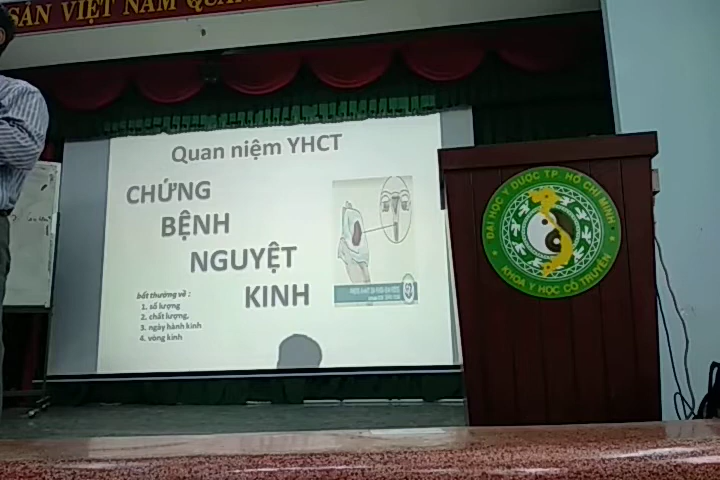 SẢN VIỆT NAM QUANG
Quan niệm YHCT
CHỨNG
BỆNH
NGUYỆT
KINH
bất thường về :
1. số lượng
2. chất lượng,
3. ngày hành kinh
4. vòng kinh
ĐẠI HỌC Y DƯỢC TP. HỒ CHÍ MINH
KHOA Y HỌC CỔ TRUYỀN